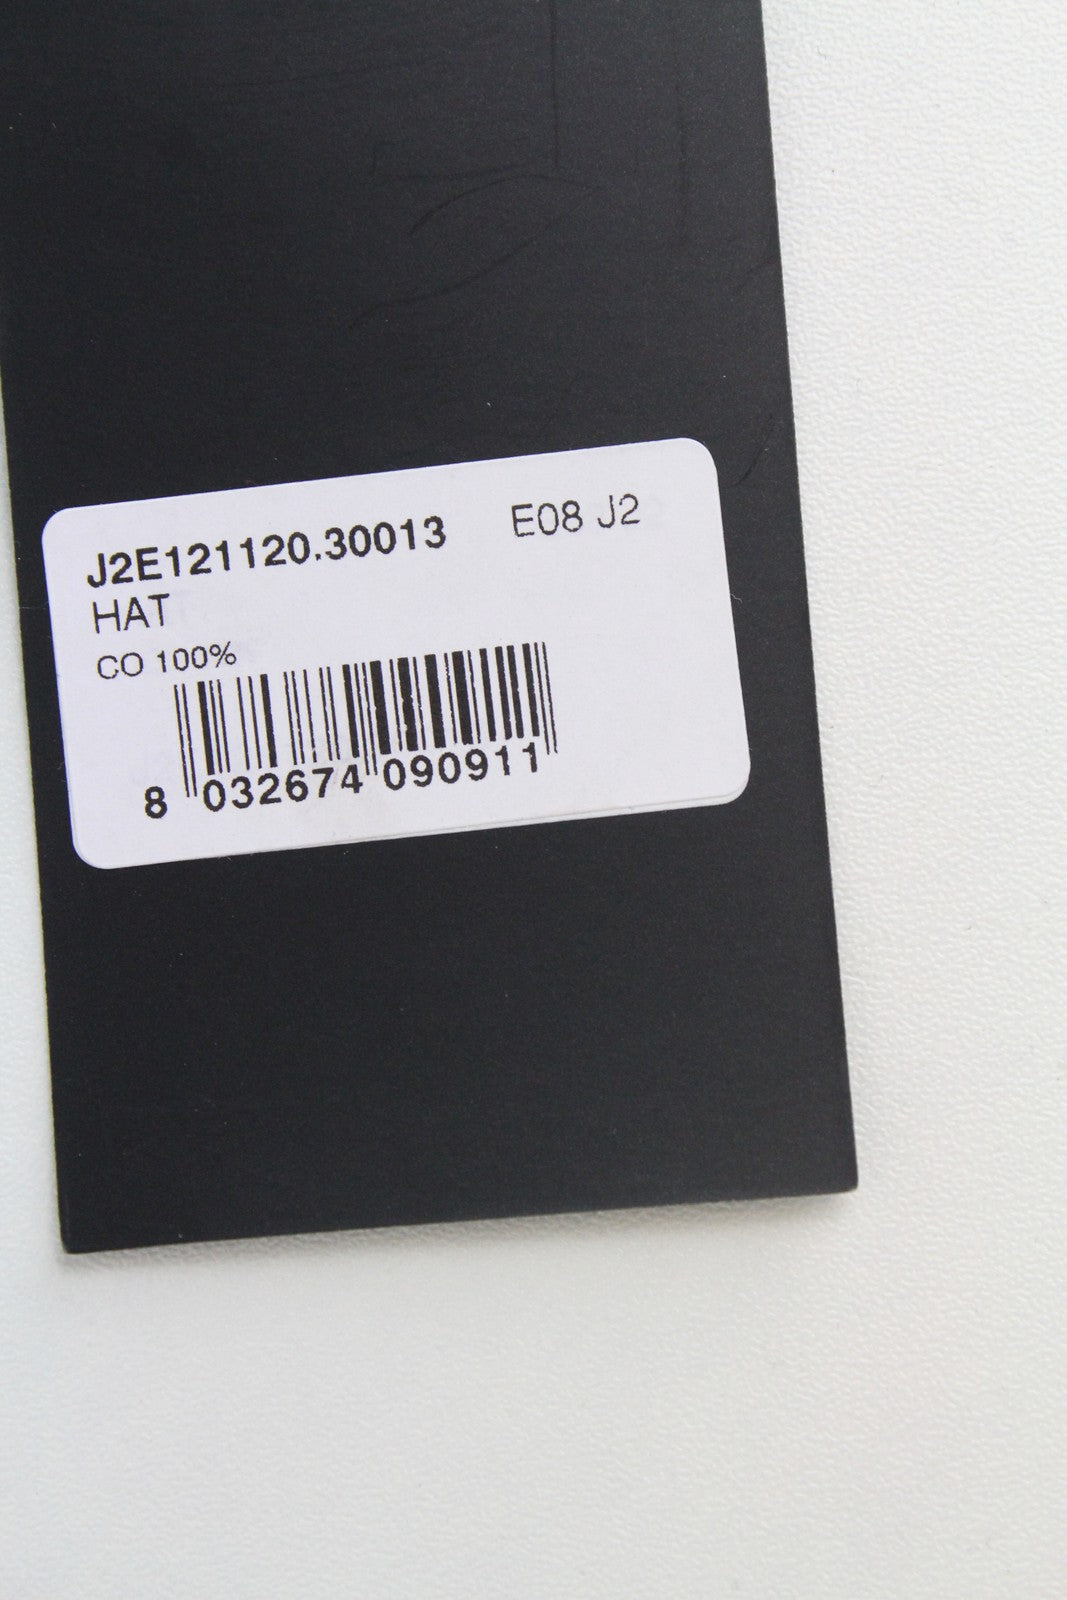 J2E121120.30013 E08 J2
HAT
CO 100%
8 032674 090911